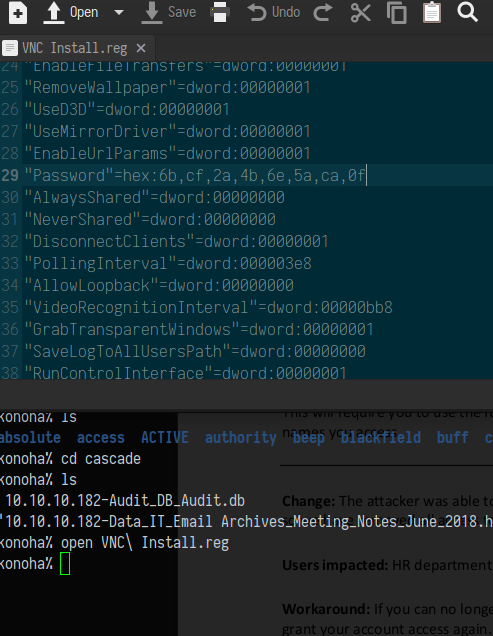 Open Save Undo
VNC Install.reg
24 "EnableFileTransfers"=dword:00000001
25 "RemoveWallpaper"=dword:00000001
26 "UseD3D"=dword:00000001
27 "UseMirrorDriver"=dword:00000001
28 "EnableUrlParams"=dword:00000001
29 "Password"=hex:6b,cf,2a,4b,6e,5a,ca,0f
30 "AlwaysShared"=dword:00000000
31 "NeverShared"=dword:00000000
32 "DisconnectClients"=dword:00000001
33 "PollingInterval"=dword:000003e8
34 "AllowLoopback"=dword:00000000
35 "VideoRecognitionInterval"=dword:00000bb8
36 "GrabTransparentWindows"=dword:00000001
37 "SaveLogToAllUsersPath"=dword:00000000
38 "RunControlInterface"=dword:00000001
konoha% ls
absolute access ACTIVE authority beep blackfield buff c
konoha% cd cascade
konoha% ls
10.10.10.182-Audit_DB_Audit.db
'10.10.10.182-Data_IT_Email Archives_Meeting_Notes_June_2018.h
konoha% open VNC\ Install.reg
konoha%
This will require you to use the
names you access
Change: The attacker was able to
Users impacted: HR department
Workaround: If you can no longe
grant your account access again.